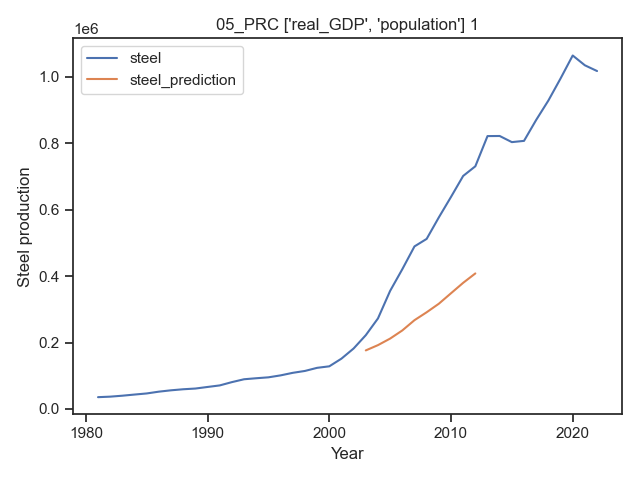 05_PRC ['real_GDP', 'population'] 1
1e6
steel
steel_prediction
1.0
0.8
0.6
0.4
0.2
0.0
Steel production
1980
1990
2000
2010
2020
Year